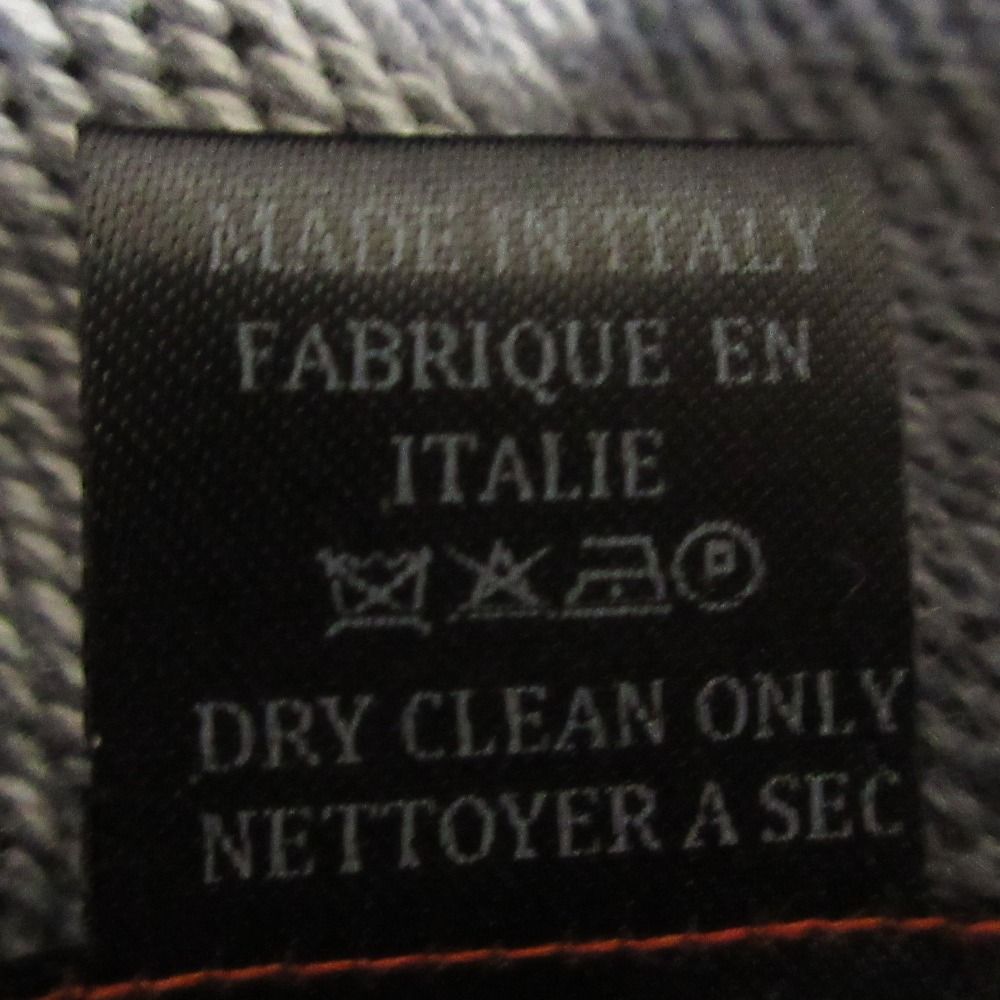 MADE IN ITALY
FABRIQUE EN
ITALIE
P
DRY CLEAN ONLY
NETTOYER A SEC